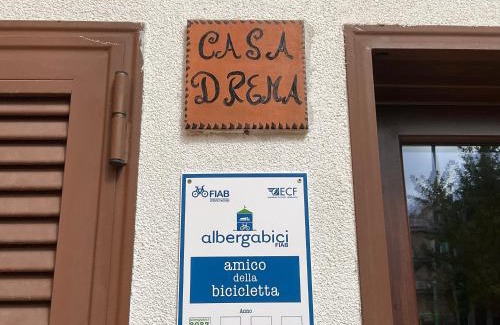 CASA
DREMA
FIAB
ECF
albergabici
FIAB
amico
della
bicicletta
Anno